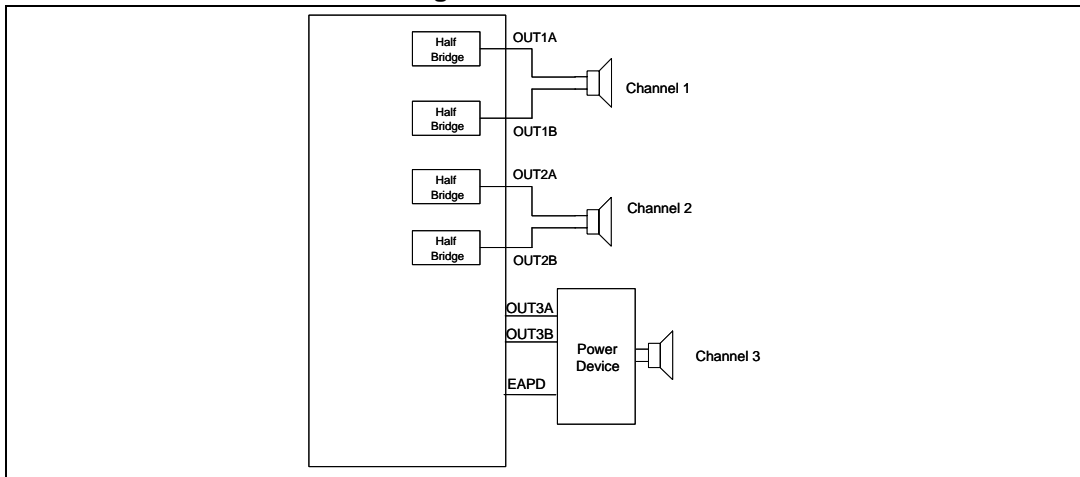 Half
Bridge
OUT1A
Channel 1
Half
Bridge
OUT1B
Half
Bridge
OUT2A
Channel 2
Half
Bridge
OUT2B
OUT3A
OUT3B
Power
Device
Channel 3
EAPD